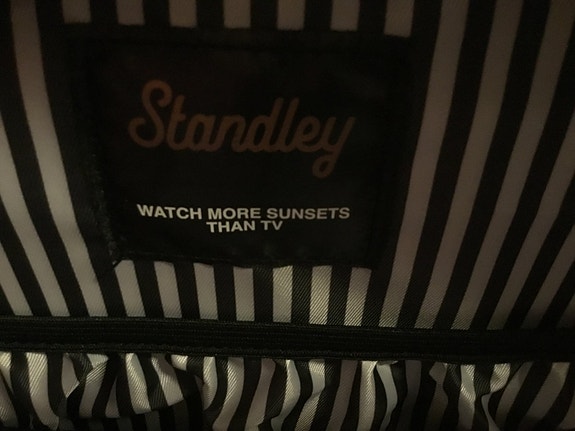 Standley
WATCH MORE SUNSETS
THAN TV